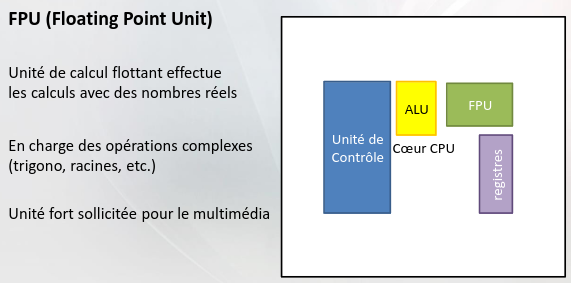 FPU (Floating Point Unit)
Unité de calcul flottant effectue
les calculs avec des nombres réels
En charge des opérations complexes
(trigono, racines, etc.)
Unité fort sollicitée pour le multimédia
Unité de
Contrôle
ALU
FPU
Cœur CPU
registres